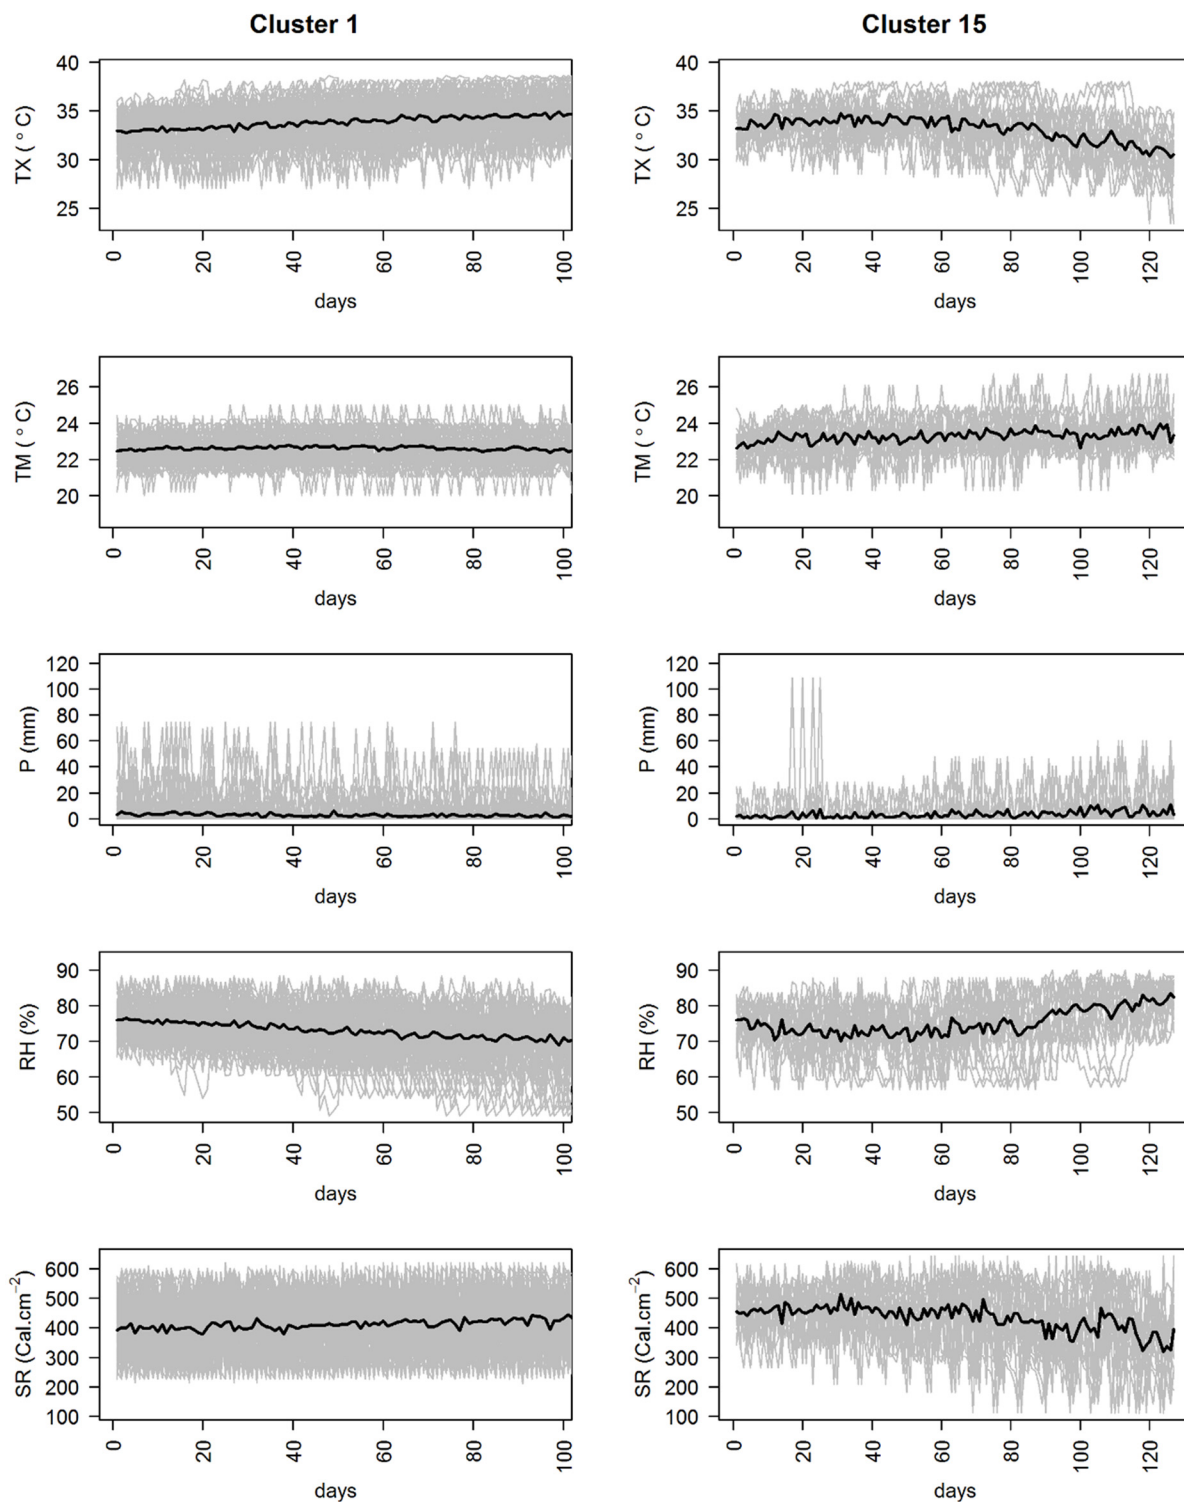 Cluster 1
Cluster 15
TX ( ° C)
40
35
30
25
0 20 40 60 80 100
days
TX ( ° C)
40
35
30
25
0 20 40 60 80 100 120
days
TM ( ° C)
26
24
22
20
0 20 40 60 80 100
days
TM ( ° C)
26
24
22
20
0 20 40 60 80 100 120
days
P (mm)
120
100
80
60
40
20
0
0 20 40 60 80 100
days
P (mm)
120
100
80
60
40
20
0
0 20 40 60 80 100 120
days
RH (%)
90
80
70
60
50
0 20 40 60 80 100
days
RH (%)
90
80
70
60
50
0 20 40 60 80 100 120
days
SR (Cal.cm⁻²)
600
500
400
300
200
100
0 20 40 60 80 100
days
SR (Cal.cm⁻²)
600
500
400
300
200
100
0 20 40 60 80 100 120
days